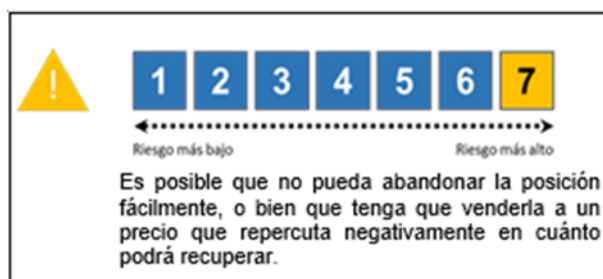 !
1 2 3 4 5 6 7
Riesgo más bajo Riesgo más alto
Es posible que no pueda abandonar la posición
fácilmente, o bien que tenga que venderla a un
precio que repercuta negativamente en cuánto
podrá recuperar.